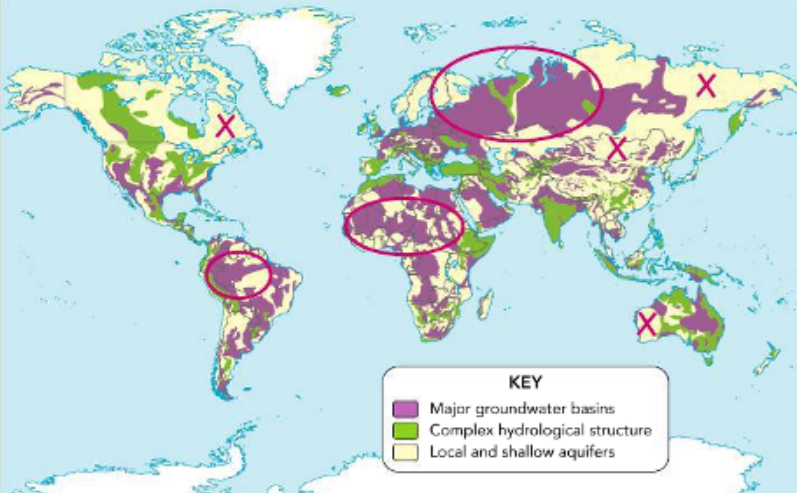 KEY
Major groundwater basins
Complex hydrological structure
Local and shallow aquifers